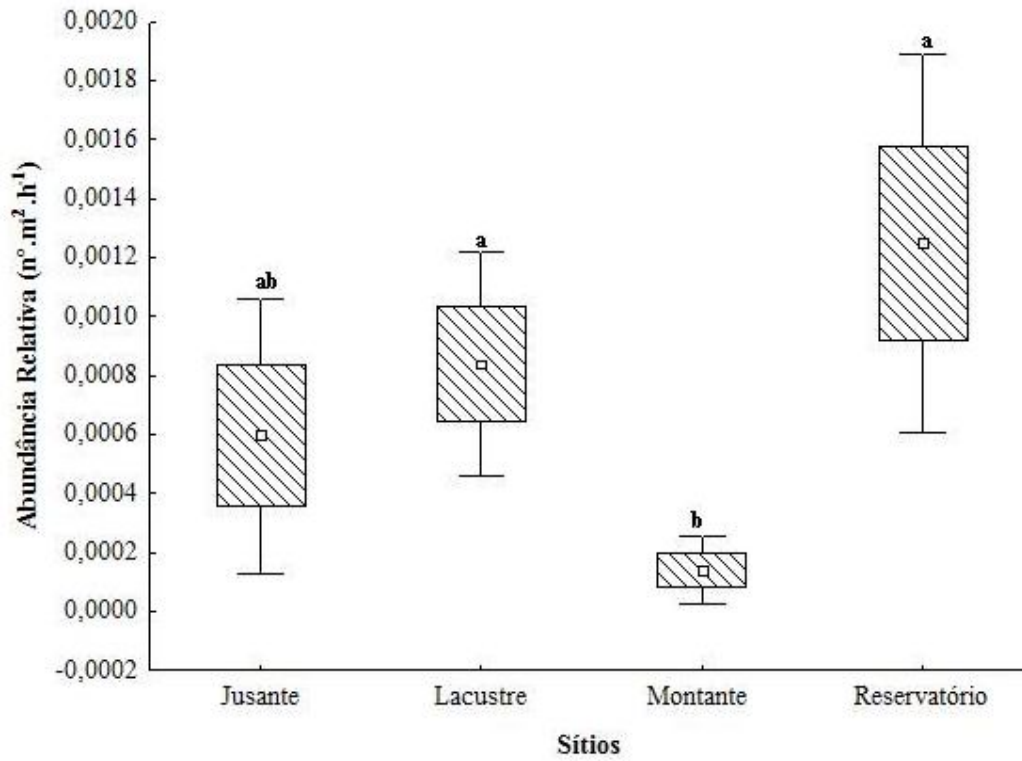 0,0020
0,0018
0,0016
0,0014
0,0012
0,0010
0,0008
0,0006
0,0004
0,0002
0,0000
-0,0002
Abundância Relativa (nº.m².h⁻¹)
ab
a
b
a
Jusante
Lacustre
Montante
Reservatório
Sítios